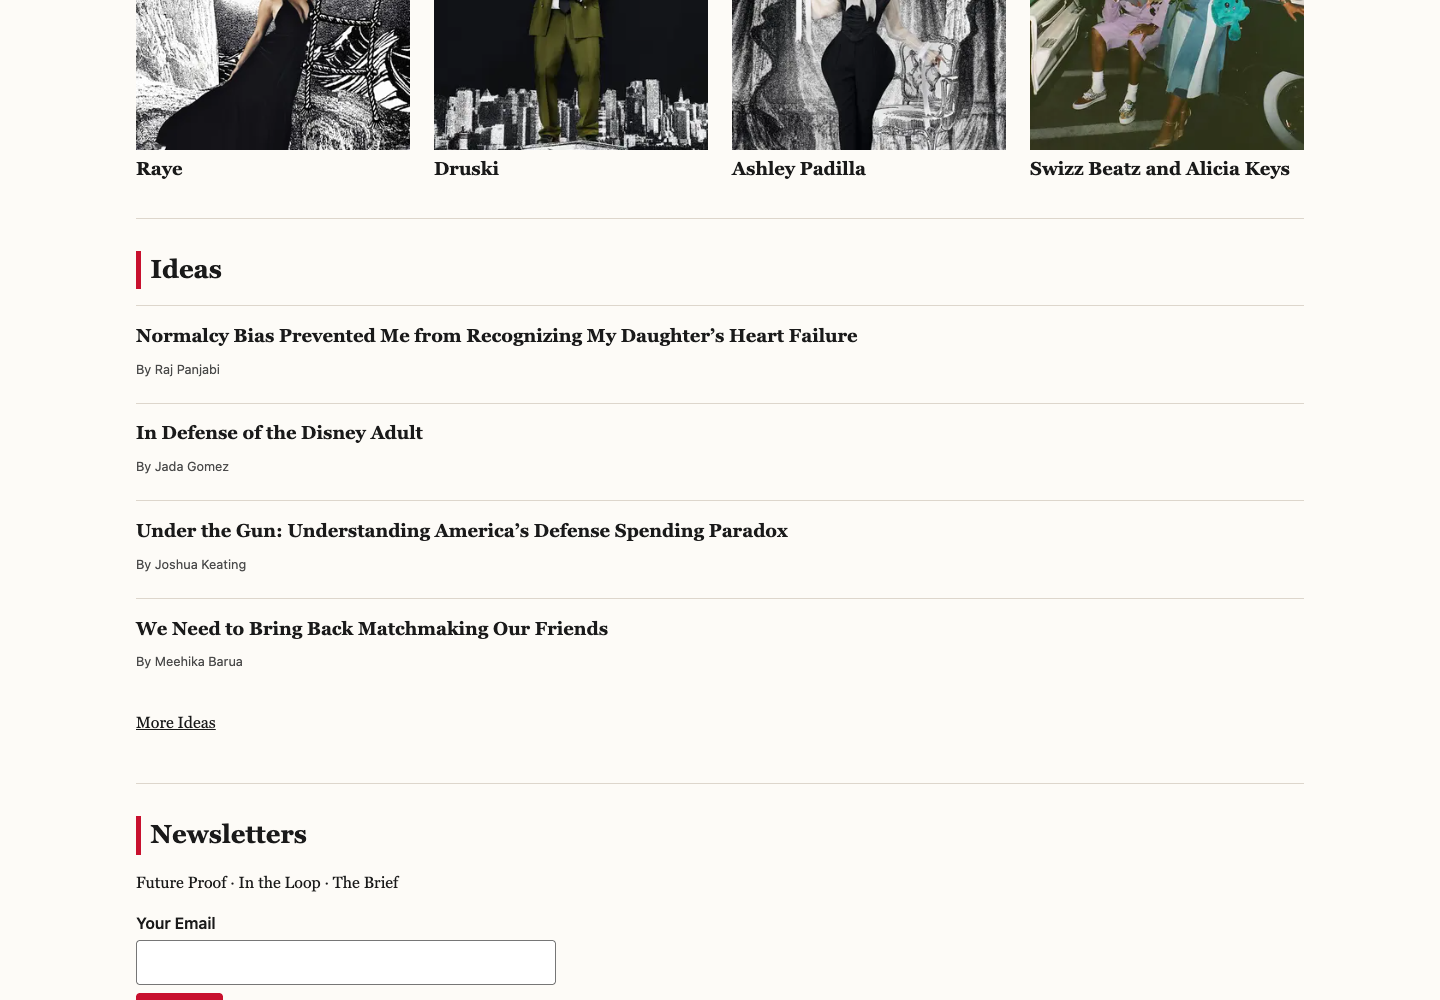 Raye
Druski
Ashley Padilla
Swizz Beatz and Alicia Keys
Ideas
Normalcy Bias Prevented Me from Recognizing My Daughter’s Heart Failure
By Raj Panjabi
In Defense of the Disney Adult
By Jada Gomez
Under the Gun: Understanding America’s Defense Spending Paradox
By Joshua Keating
We Need to Bring Back Matchmaking Our Friends
By Meehika Barua
More Ideas
Newsletters
Future Proof · In the Loop · The Brief
Your Email